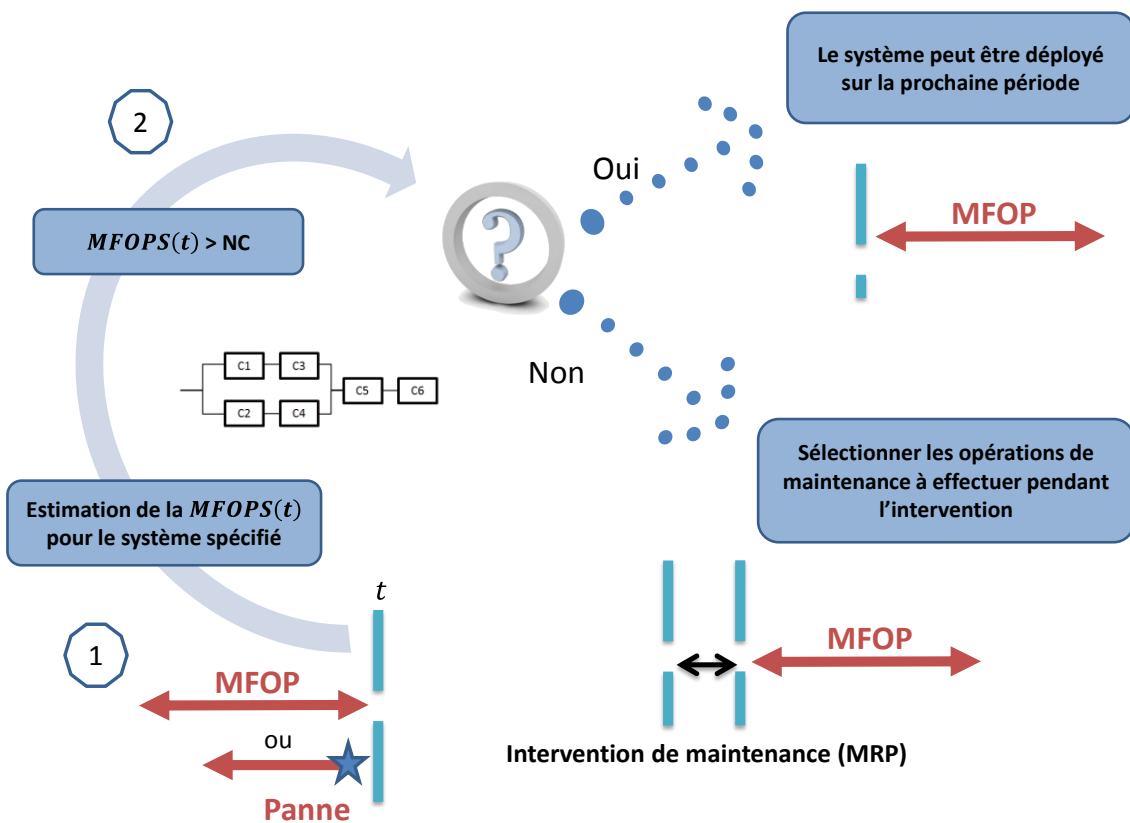 Le système peut être déployé
sur la prochaine période
2
Oui
MFOPS(t) > NC
?
MFOP
Non
C1
C3
C2
C4
C5
C6
Sélectionner les opérations de
maintenance à effectuer pendant
l'intervention
Estimation de la MFOPS(t)
pour le système spécifié
t
1
MFOP
ou
Panne
MFOP
Intervention de maintenance (MRP)